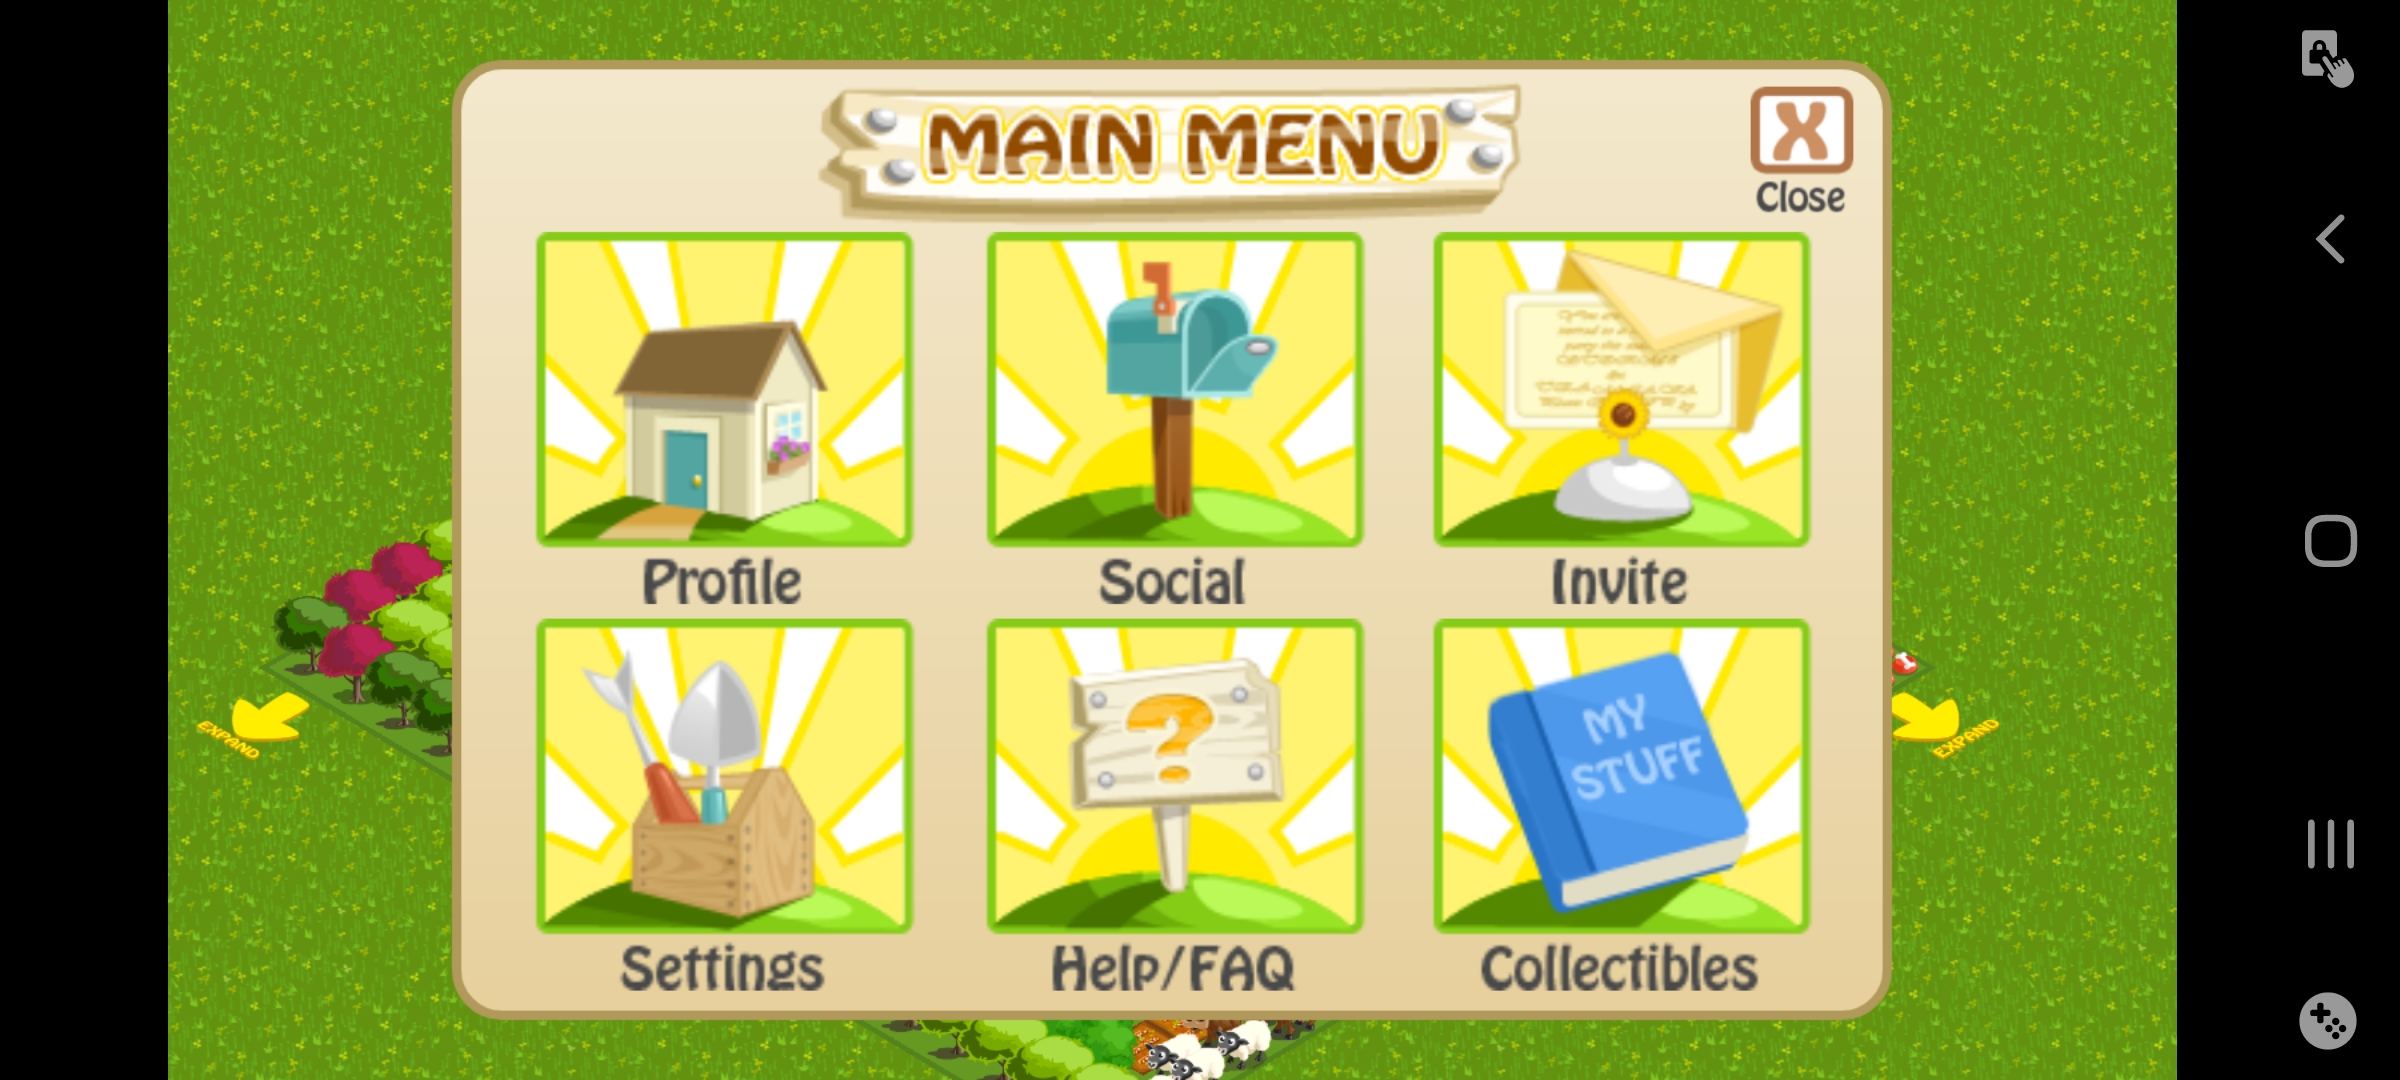 MAIN MENU
X
Close
Profile
Social
Invite
MY
STUFF
Settings
Help/FAQ
Collectibles
EXPAND
EXPAND